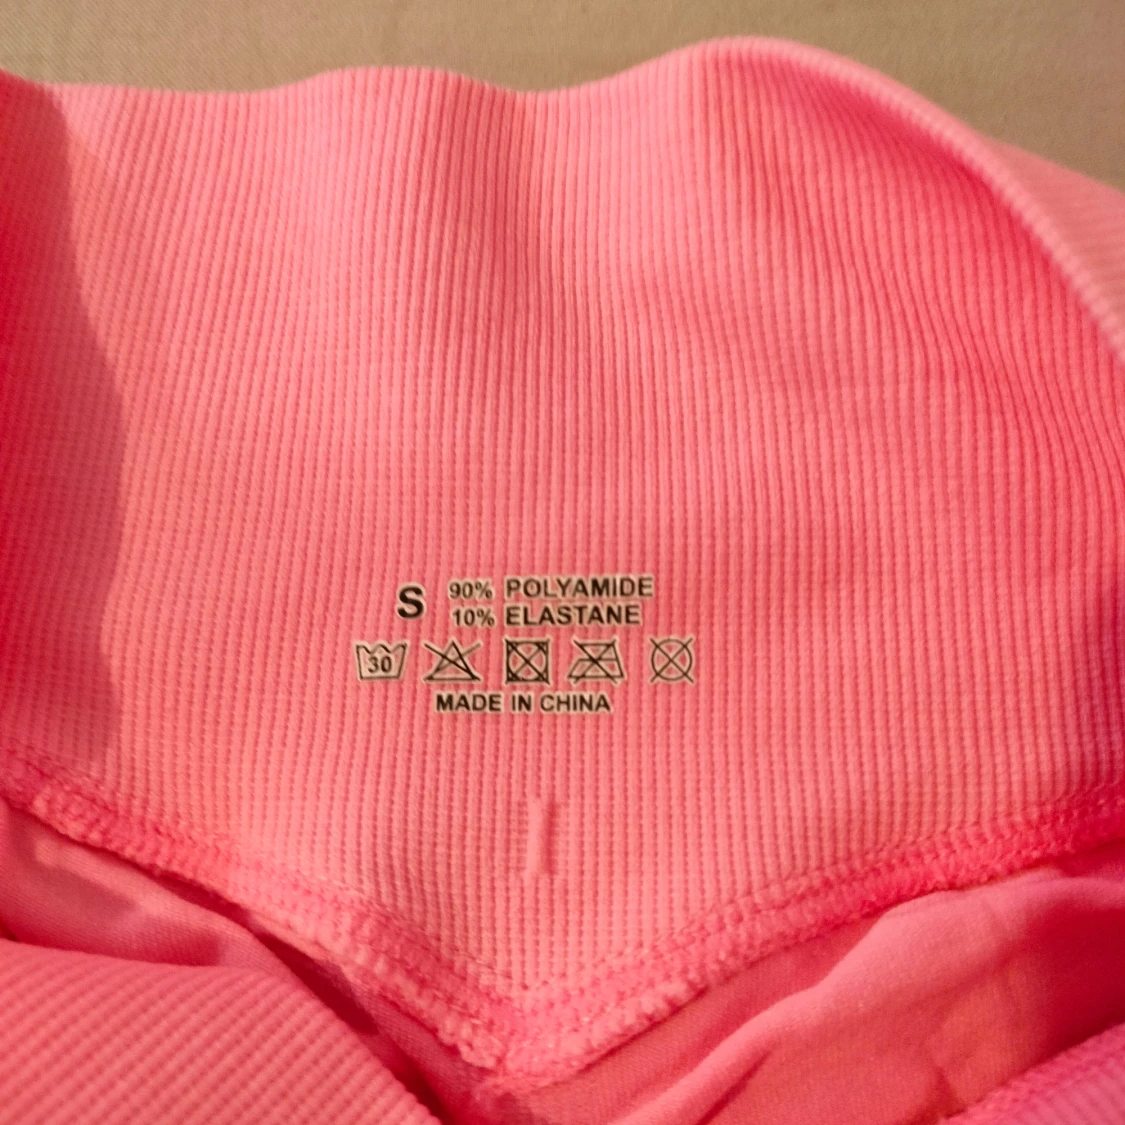 S 90% POLYAMIDE
10% ELASTANE
30
MADE IN CHINA